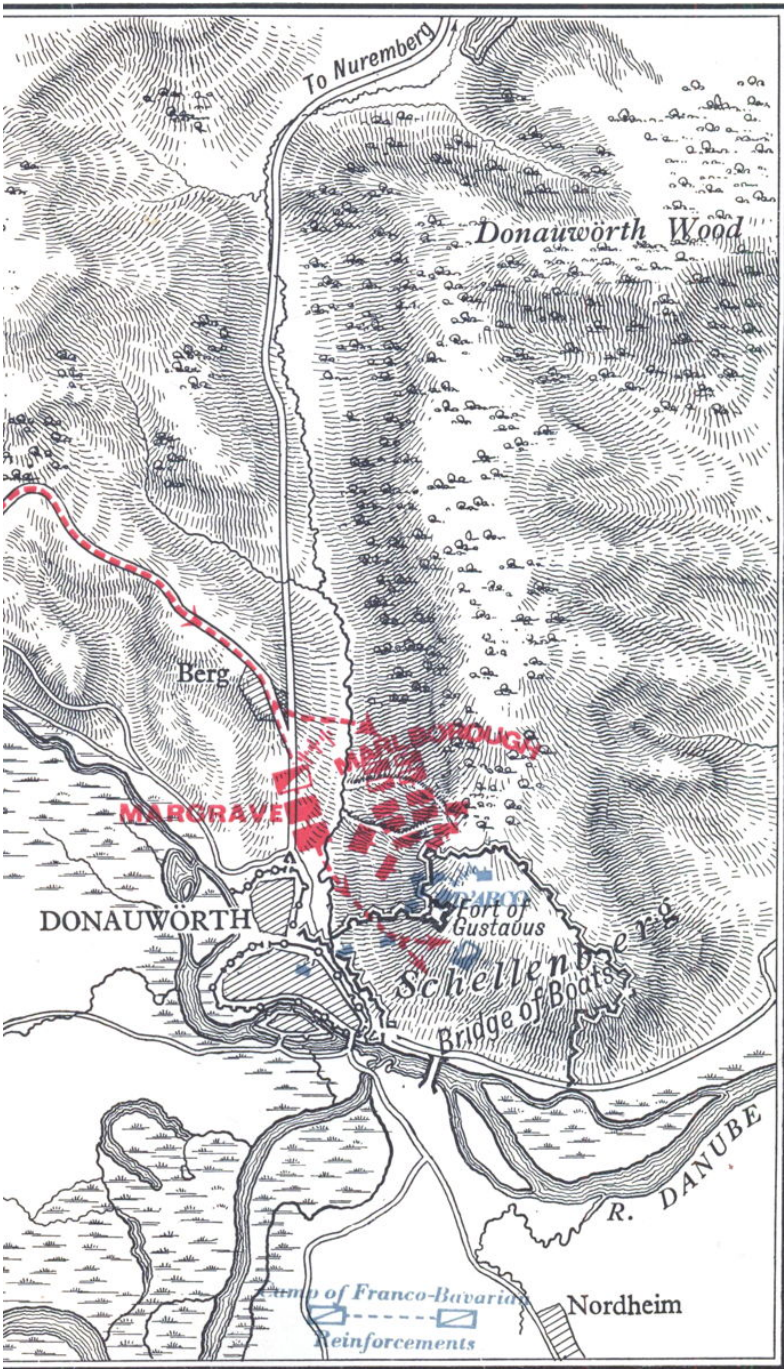 To Nuremberg
Donauwörth Wood
Berg
MARLBOROUGH
MARGRAVE
D'ARCO
DONAUWÖRTH
Fort of
Gustavus
Schellenberg
Bridge of Boats
R. DANUBE
Camp of Franco-Bavarian
Reinforcements
Nordheim